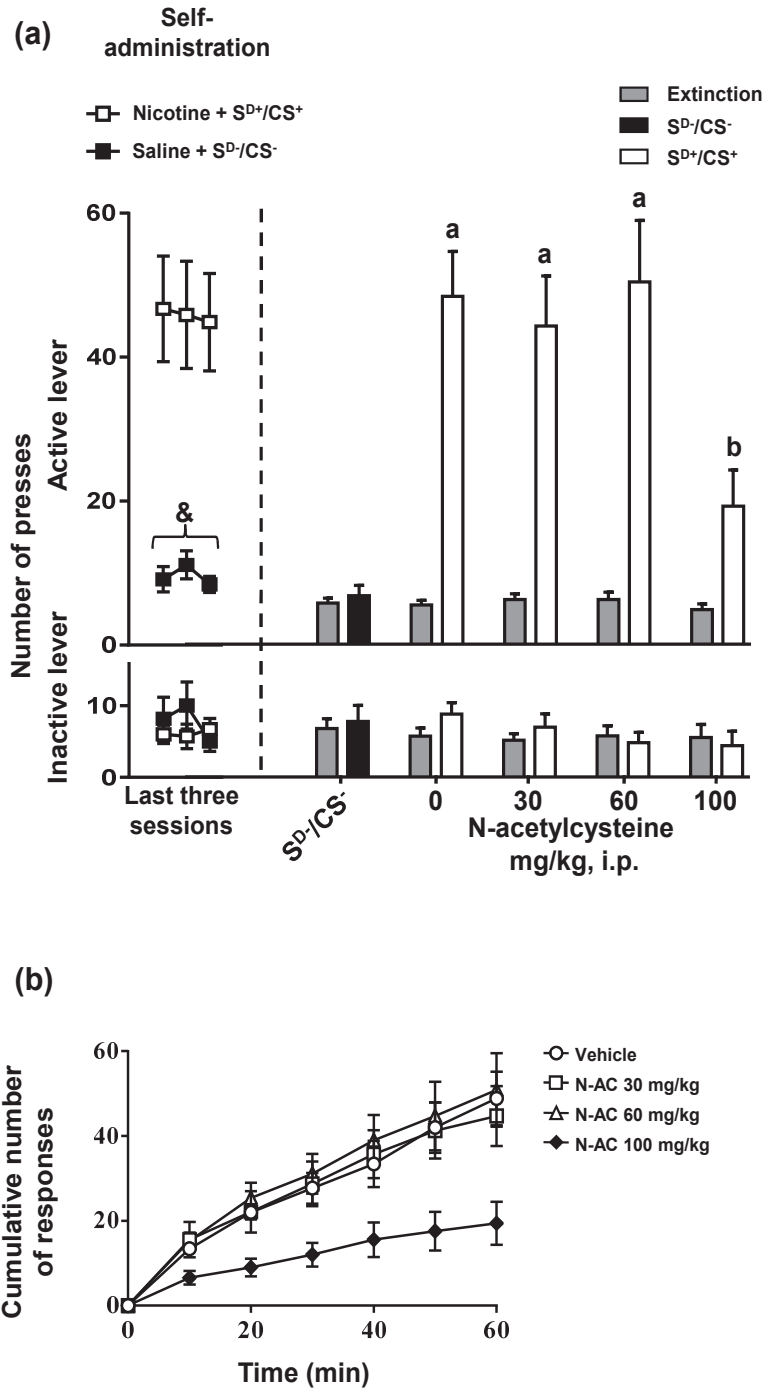 (a)
Self-
administration
Nicotine + S^D+/CS^+
Saline + S^D-/CS^-
Extinction
S^D-/CS^-
S^D+/CS^+
Number of presses
Active lever
Inactive lever
60
40
20
0
10
0
&
a
a
a
b
Last three
sessions
S^D-/CS^-
0 30 60 100
N-acetylcysteine
mg/kg, i.p.
(b)
Cumulative number
of responses
60
40
20
0
0 20 40 60
Time (min)
Vehicle
N-AC 30 mg/kg
N-AC 60 mg/kg
N-AC 100 mg/kg